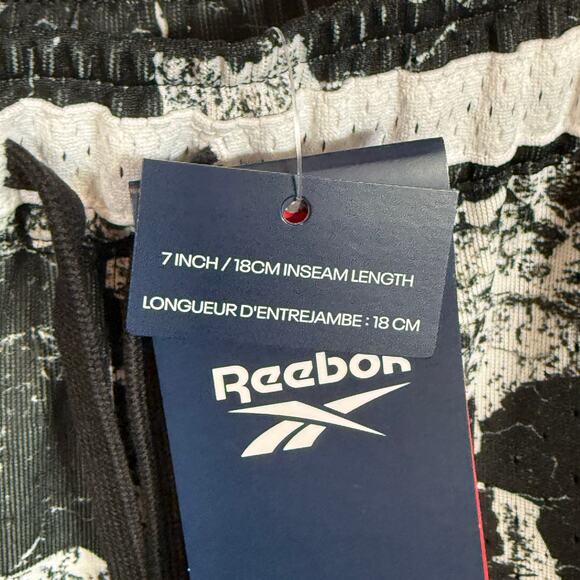 7 INCH / 18CM INSEAM LENGTH
LONGUEUR D'ENTREJAMBE : 18 CM
Reebok